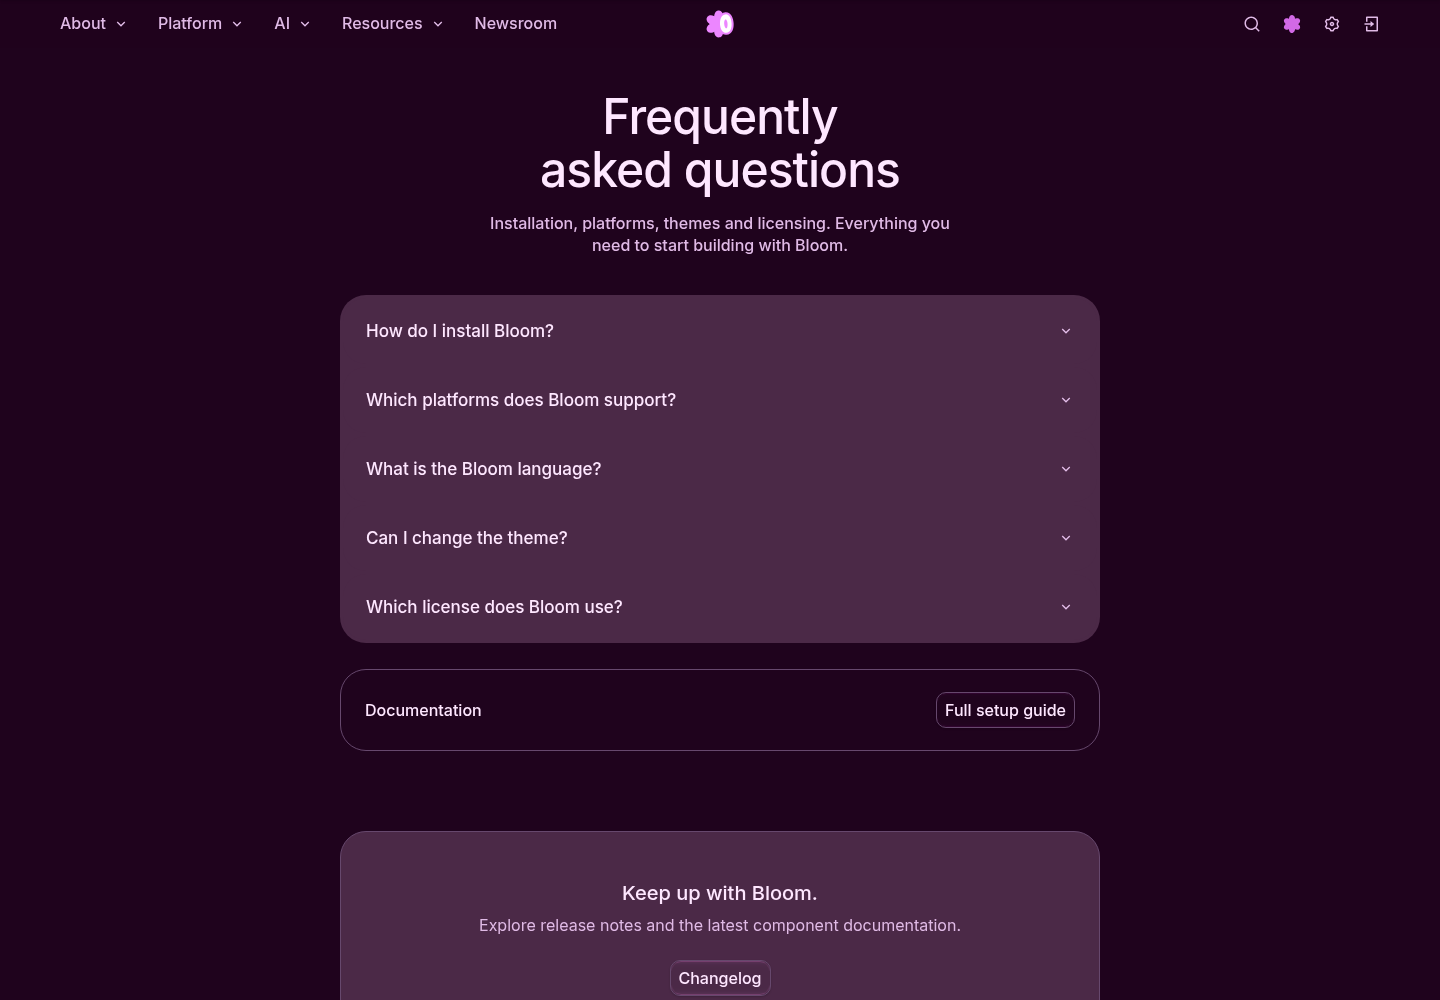 About
Platform
AI
Resources
Newsroom
Frequently
asked questions
Installation, platforms, themes and licensing. Everything you
need to start building with Bloom.
How do I install Bloom?
Which platforms does Bloom support?
What is the Bloom language?
Can I change the theme?
Which license does Bloom use?
Documentation
Full setup guide
Keep up with Bloom.
Explore release notes and the latest component documentation.
Changelog